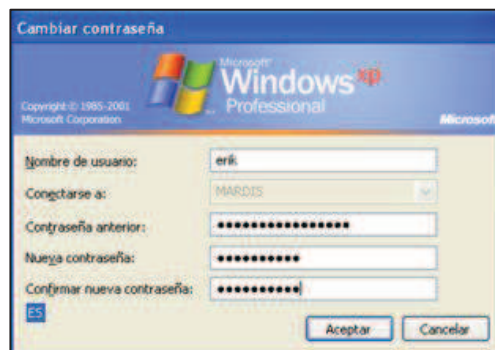 Cambiar contraseña
Microsoft®
Windows xp
Professional
Copyright © 1985-2001
Microsoft Corporation
Microsoft
Nombre de usuario: erik
Conectarse a: MARDIS
Contraseña anterior: ••••••••••••••••
Nueva contraseña: ••••••••••
Confirmar nueva contraseña: ••••••••••
ES
Aceptar Cancelar